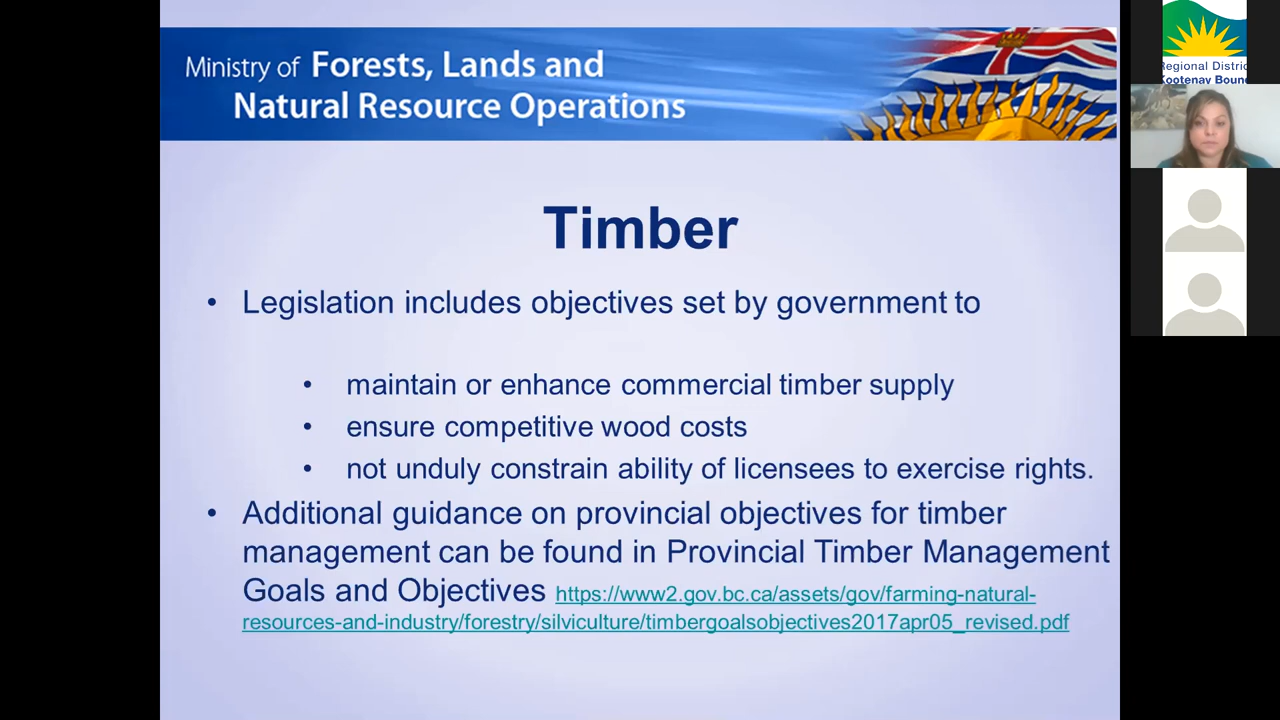 Ministry of Forests, Lands and
Natural Resource Operations
Timber
• Legislation includes objectives set by government to
• maintain or enhance commercial timber supply
• ensure competitive wood costs
• not unduly constrain ability of licensees to exercise rights.
• Additional guidance on provincial objectives for timber
management can be found in Provincial Timber Management
Goals and Objectives https://www2.gov.bc.ca/assets/gov/farming-natural-
resources-and-industry/forestry/silviculture/timbergoalsobjectives2017apr05_revised.pdf
Regional Distric
Kootenay Boun